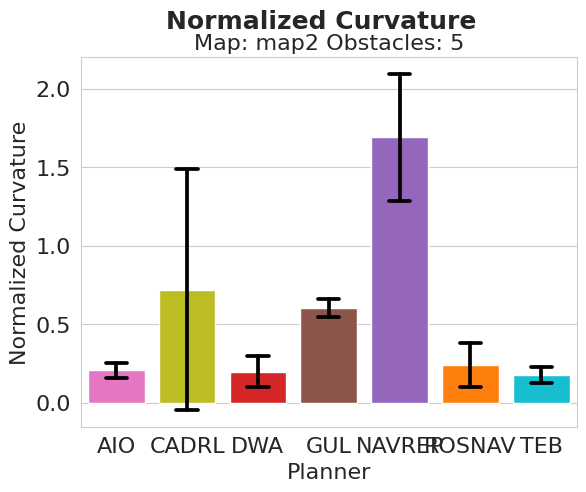 Normalized Curvature
Map: map2 Obstacles: 5
Normalized Curvature
2.0
1.5
1.0
0.5
0.0
AIO CADRL DWA GUL NAVREP ROSNAV TEB
Planner